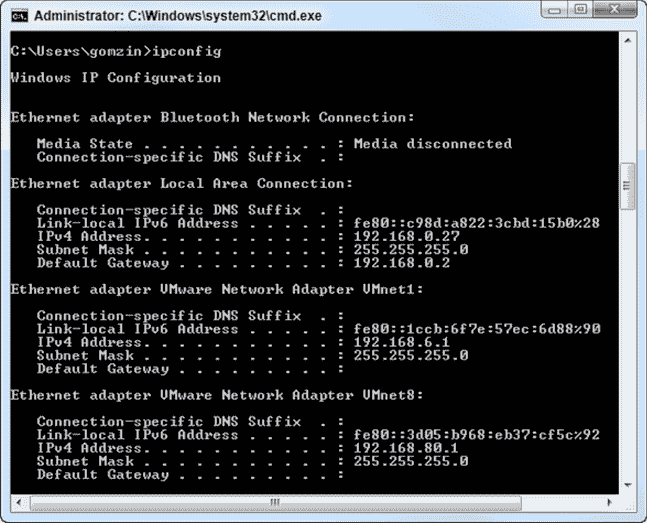 Administrator: C:\Windows\system32\cmd.exe
C:\Users\gomzin>ipconfig
Windows IP Configuration
Ethernet adapter Bluetooth Network Connection:
Media State . . . . . . . . . . . : Media disconnected
Connection-specific DNS Suffix  . :
Ethernet adapter Local Area Connection:
Connection-specific DNS Suffix  . :
Link-local IPv6 Address . . . . . : fe80::c98d:a822:3cbd:15b0%28
IPv4 Address. . . . . . . . . . . : 192.168.0.27
Subnet Mask . . . . . . . . . . . : 255.255.255.0
Default Gateway . . . . . . . . . : 192.168.0.2
Ethernet adapter VMware Network Adapter VMnet1:
Connection-specific DNS Suffix  . :
Link-local IPv6 Address . . . . . : fe80::1ccb:6f7e:57ec:6d88%90
IPv4 Address. . . . . . . . . . . : 192.168.6.1
Subnet Mask . . . . . . . . . . . : 255.255.255.0
Default Gateway . . . . . . . . . :
Ethernet adapter VMware Network Adapter VMnet8:
Connection-specific DNS Suffix  . :
Link-local IPv6 Address . . . . . : fe80::3d05:b968:eb37:cf5c%92
IPv4 Address. . . . . . . . . . . : 192.168.80.1
Subnet Mask . . . . . . . . . . . : 255.255.255.0
Default Gateway . . . . . . . . . :